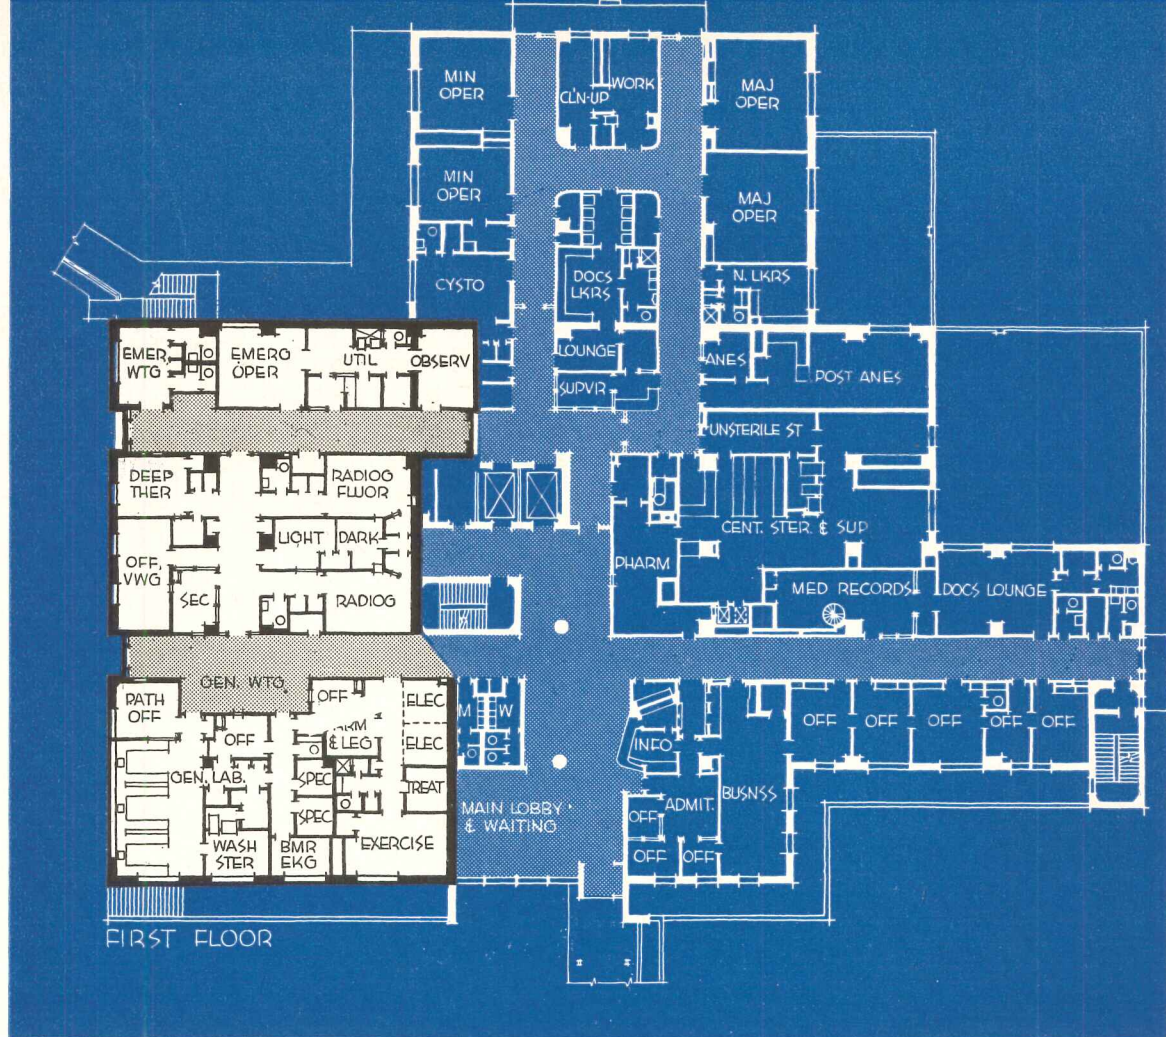 MIN
OPER
CL'N-UP
WORK
MAJ
OPER
MIN
OPER
MAJ
OPER
CYSTO
DOCS
LKRS
N. LKRS
EMER
WTG
EMERG
OPER
UTIL
OBSERV
LOUNGE
SUPVR
ANES
POST ANES
UNSTERILE ST
DEEP
THER
RADIOG
FLUOR
LIGHT
DARK
CENT. STER. & SUP
OFF.
VWG
SEC
RADIOG
PHARM
MED RECORDS
DOCS LOUNGE
GEN. WTG.
PATH
OFF
OFF
ELEC
ARM
& LEG
ELEC
OFF
GEN. LAB.
SPEC
SPEC
TREAT
WASH
STER
BMR
EKG
EXERCISE
M
W
INFO
OFF
OFF
OFF
OFF
OFF
MAIN LOBBY
& WAITING
ADMIT.
BUSNSS
OFF
OFF
OFF
FIRST FLOOR